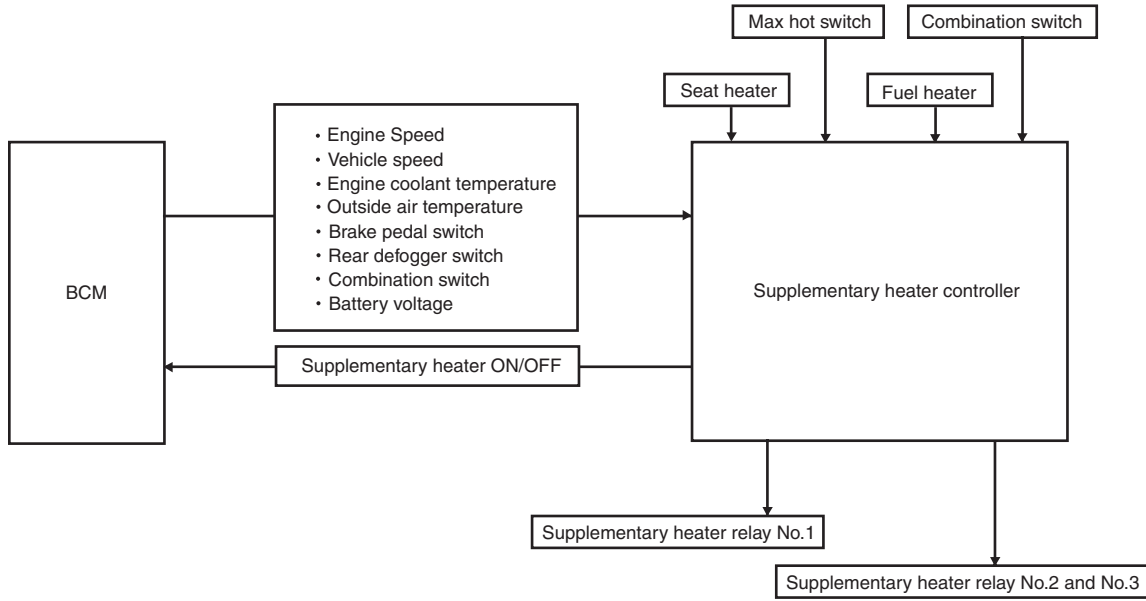 Max hot switch
Combination switch
Seat heater
Fuel heater
• Engine Speed
• Vehicle speed
• Engine coolant temperature
• Outside air temperature
• Brake pedal switch
• Rear defogger switch
• Combination switch
• Battery voltage
BCM
Supplementary heater controller
Supplementary heater ON/OFF
Supplementary heater relay No.1
Supplementary heater relay No.2 and No.3